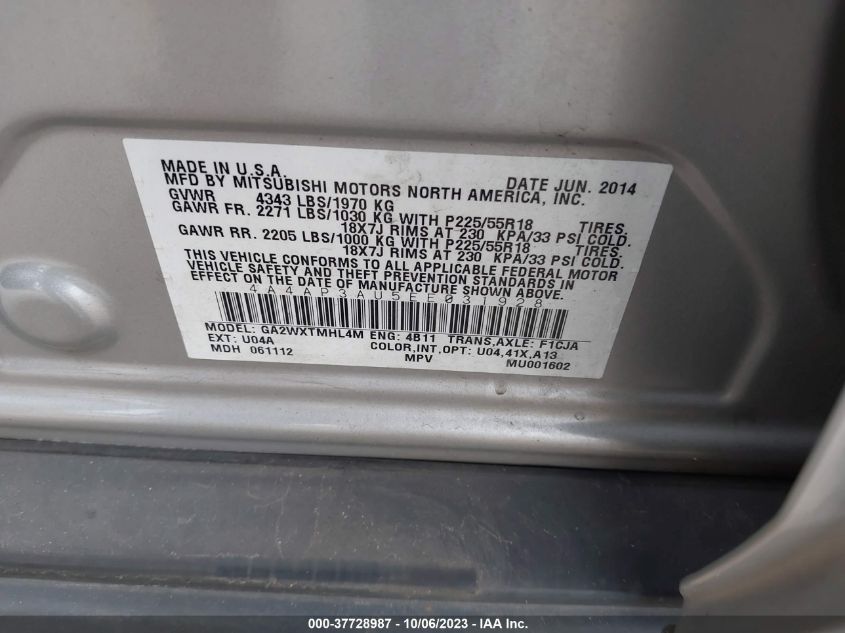 MADE IN U.S.A. DATE JUN. 2014
MFD BY MITSUBISHI MOTORS NORTH AMERICA, INC.
GVWR 4343 LBS/1970 KG
GAWR FR. 2271 LBS/1030 KG WITH P225/55R18 TIRES.
18X7J RIMS AT 230 KPA/33 PSI COLD.
GAWR RR. 2205 LBS/1000 KG WITH P225/55R18 TIRES.
18X7J RIMS AT 230 KPA/33 PSI COLD.
THIS VEHICLE CONFORMS TO ALL APPLICABLE FEDERAL MOTOR
VEHICLE SAFETY AND THEFT PREVENTION STANDARDS IN
EFFECT ON THE DATE OF MANUFACTURE SHOWN ABOVE.
4A4AP3AU5EE031928
MODEL: GA2WXTMHL4M ENG: 4B11 TRANS,AXLE: F1CJA
EXT: U04A COLOR,INT,OPT: U04,41X,A13
MDH 061112 MPV MU001602
000-37728987 - 10/06/2023 - IAA Inc.